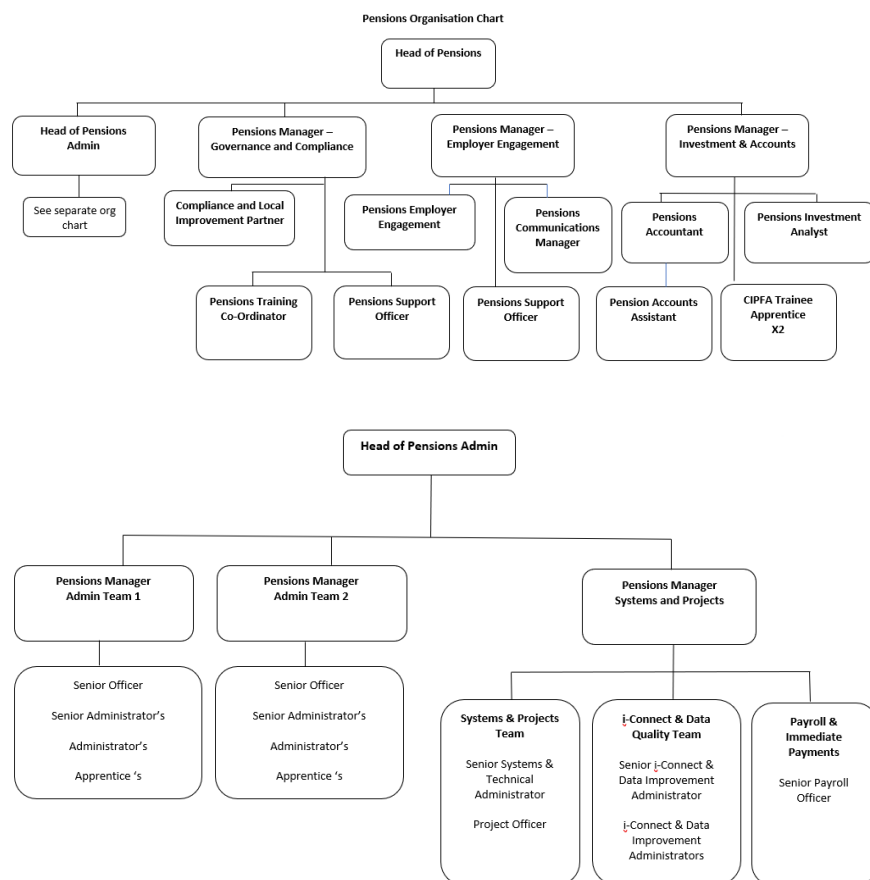 Pensions Organisation Chart
Head of Pensions
Head of Pensions
Admin
Pensions Manager –
Governance and Compliance
Pensions Manager –
Employer Engagement
Pensions Manager –
Investment & Accounts
See separate org
chart
Compliance and Local
Improvement Partner
Pensions Employer
Engagement
Pensions
Communications
Manager
Pensions
Accountant
Pensions Investment
Analyst
Pensions Training
Co-Ordinator
Pensions Support
Officer
Pensions Support
Officer
Pension Accounts
Assistant
CIPFA Trainee
Apprentice
X2
Head of Pensions Admin
Pensions Manager
Admin Team 1
Pensions Manager
Admin Team 2
Pensions Manager
Systems and Projects
Senior Officer
Senior Administrator’s
Administrator’s
Apprentice ‘s
Senior Officer
Senior Administrator’s
Administrator’s
Apprentice ‘s
Systems & Projects
Team
Senior Systems &
Technical
Administrator
Project Officer
i-Connect & Data
Quality Team
Senior i-Connect &
Data Improvement
Administrator
i-Connect & Data
Improvement
Administrators
Payroll &
Immediate
Payments
Senior Payroll
Officer